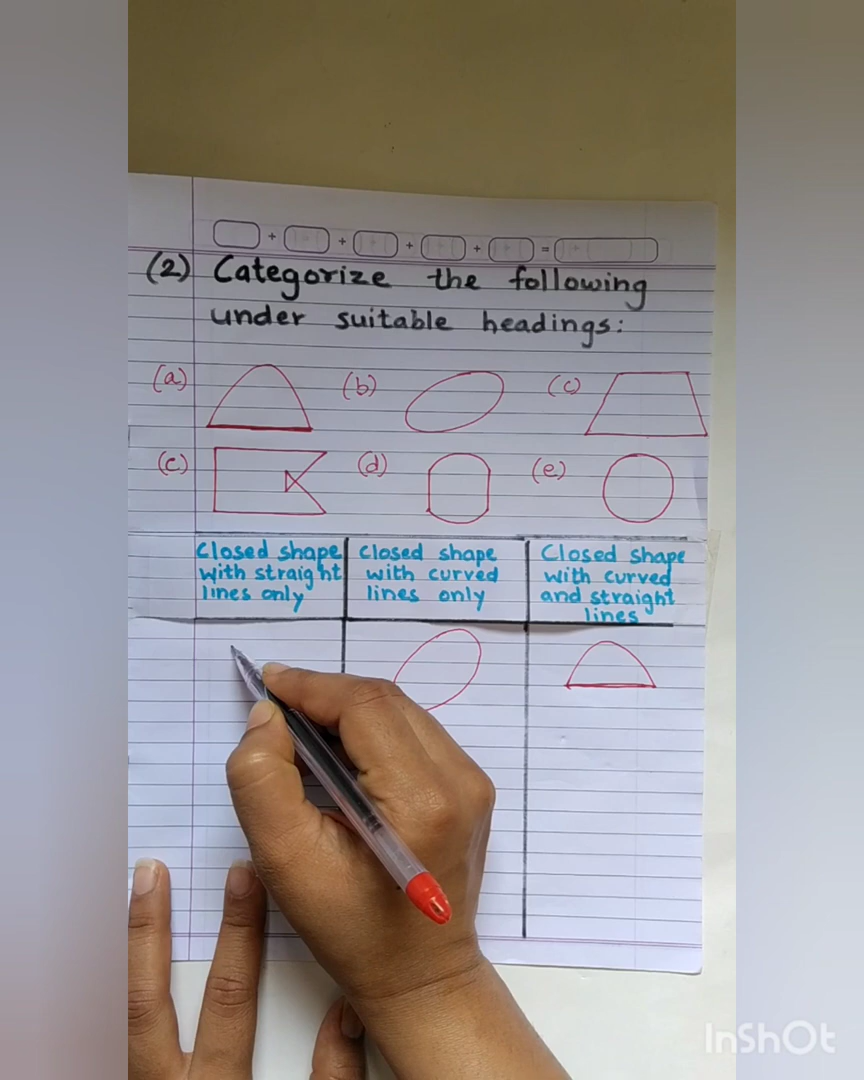 + + + + =
(2) Categorize the following
under suitable headings:
(a) (b) (c)
(c) (d) (e)
Closed shape
with straight
lines only
Closed shape
with curved
lines only
Closed shape
with curved
and straight
lines
InShOt